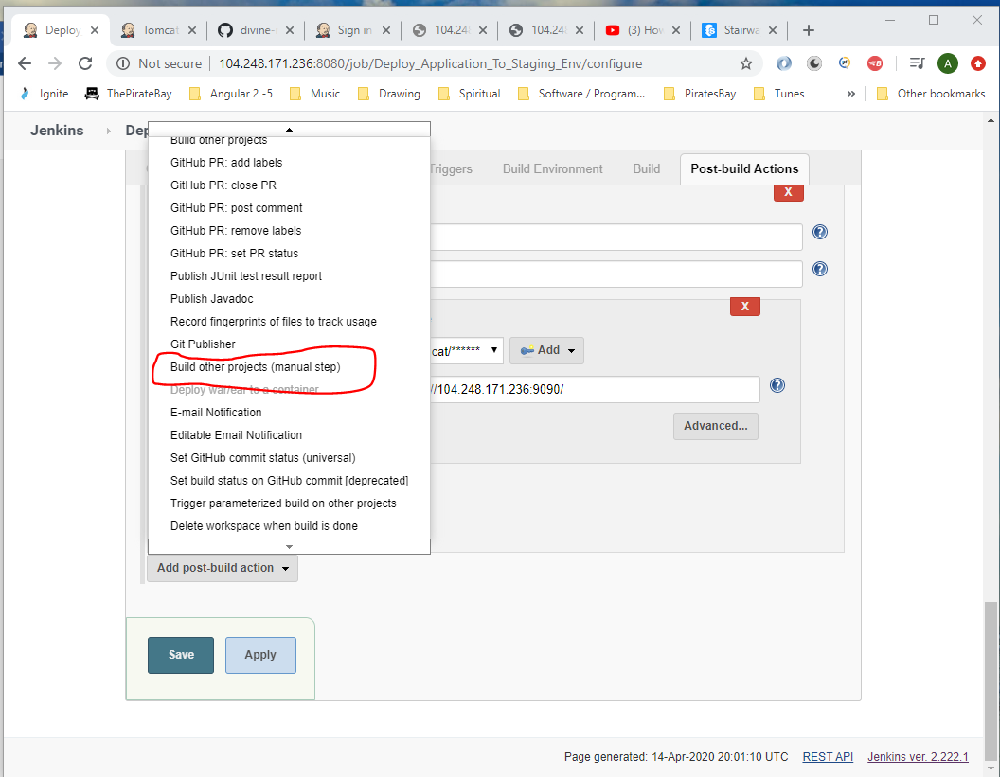 Deploy
Tomcat
divine-
Sign in
104.248
104.248
(3) How
Stairwa
Not secure
104.248.171.236:8080/job/Deploy_Application_To_Staging_Env/configure
A
Ignite
ThePirateBay
Angular 2 -5
Music
Drawing
Spiritual
Software / Program...
PiratesBay
Tunes
»
Other bookmarks
Jenkins
Dep
Triggers
Build Environment
Build
Post-build Actions
X
Build other projects
GitHub PR: add labels
GitHub PR: close PR
GitHub PR: post comment
GitHub PR: remove labels
GitHub PR: set PR status
Publish JUnit test result report
X
Publish Javadoc
Record fingerprints of files to track usage
Git Publisher
cat/******
Add
Build other projects (manual step)
Deploy war/ear to a container
//104.248.171.236:9090/
E-mail Notification
Editable Email Notification
Advanced...
Set GitHub commit status (universal)
Set build status on GitHub commit [deprecated]
Trigger parameterized build on other projects
Delete workspace when build is done
Add post-build action
Save
Apply
Page generated: 14-Apr-2020 20:01:10 UTC
REST API
Jenkins ver. 2.222.1